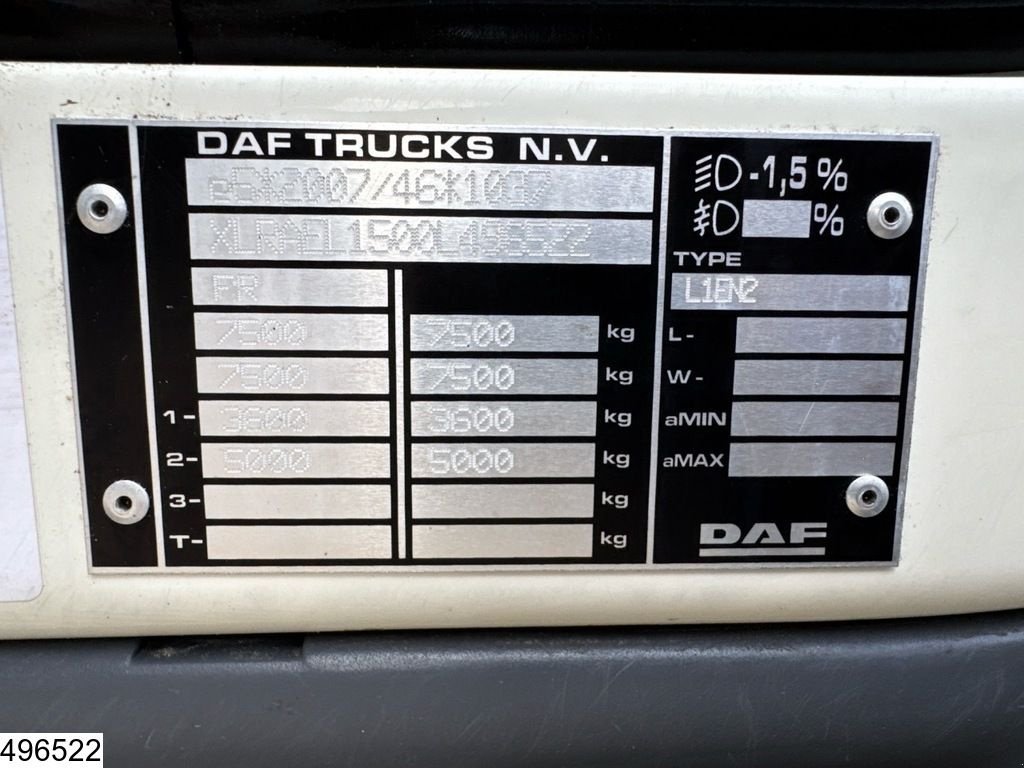 DAF TRUCKS N.V.
e5*2007/46*1037
XLRAEL1500L496522
FR
7500 7500 kg
7500 7500 kg
1- 3600 3600 kg
2- 5000 5000 kg
3- kg
T- kg
-1,5 %
%
TYPE
L1EN2
L-
W-
aMIN
aMAX
DAF
496522